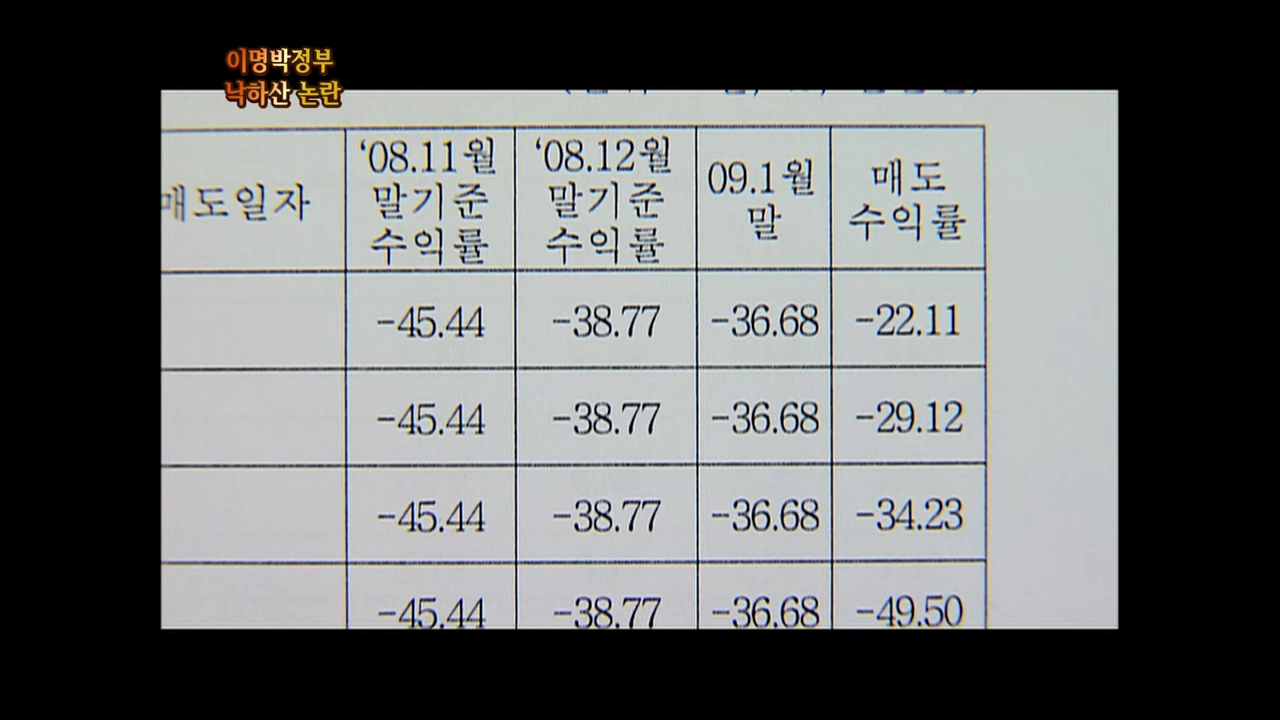 이명박정부
낙하산 논란
매도일자
‘08.11월
말기준
수익률
‘08.12월
말기준
수익률
09.1월
말
매도
수익률
-45.44 -38.77 -36.68 -22.11
-45.44 -38.77 -36.68 -29.12
-45.44 -38.77 -36.68 -34.23
-45.44 -38.77 -36.68 -49.50